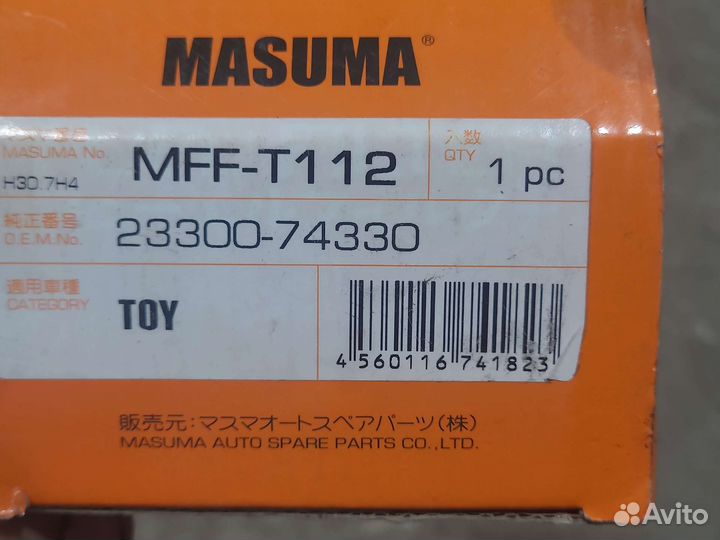 MASUMA®
MASUMA No. MFF-T112
入数
QTY 1 pc
H30.7H4
純正番号
O.E.M.No. 23300-74330
適用車種
CATEGORY TOY
4 560116 741823
販売元:マスマオートスペアパーツ(株)
MASUMA AUTO SPARE PARTS CO.,LTD.
Avito